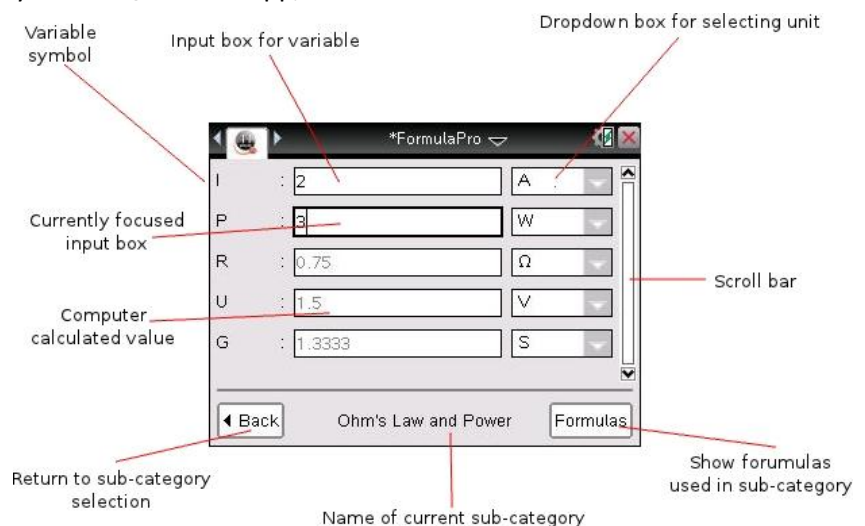 Variable
symbol
Input box for variable
Dropdown box for selecting unit
*FormulaPro
I : 2 A
Currently focused
input box
P : 3 W
R : 0.75 Ω
Scroll bar
Computer
calculated value
U : 1.5 V
G : 1.3333 S
Back
Ohm's Law and Power
Formulas
Return to sub-category
selection
Name of current sub-category
Show forumulas
used in sub-category